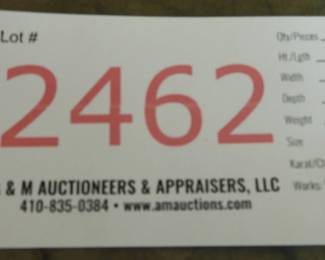 Lot #
2462
& M AUCTIONEERS & APPRAISERS, LLC
410-835-0384 • www.amauctions.com
Qty/Pieces
Ht./Lgth
Width
Depth
Weight
Size
Karat/C
Works: